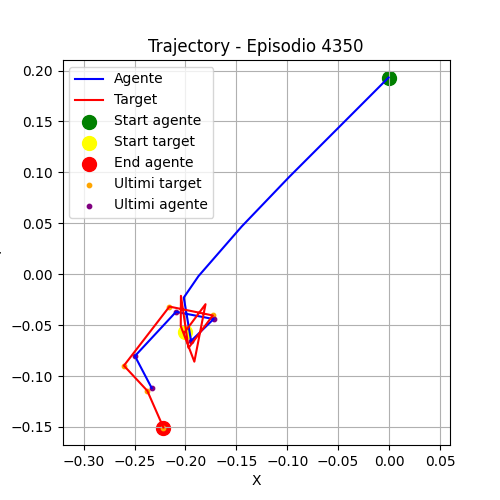 Trajectory - Episodio 4350
Agente
Target
Start agente
Start target
End agente
Ultimi target
Ultimi agente
0.20
0.15
0.10
0.05
0.00
−0.05
−0.10
−0.15
−0.30
−0.25
−0.20
−0.15
−0.10
−0.05
0.00
0.05
X